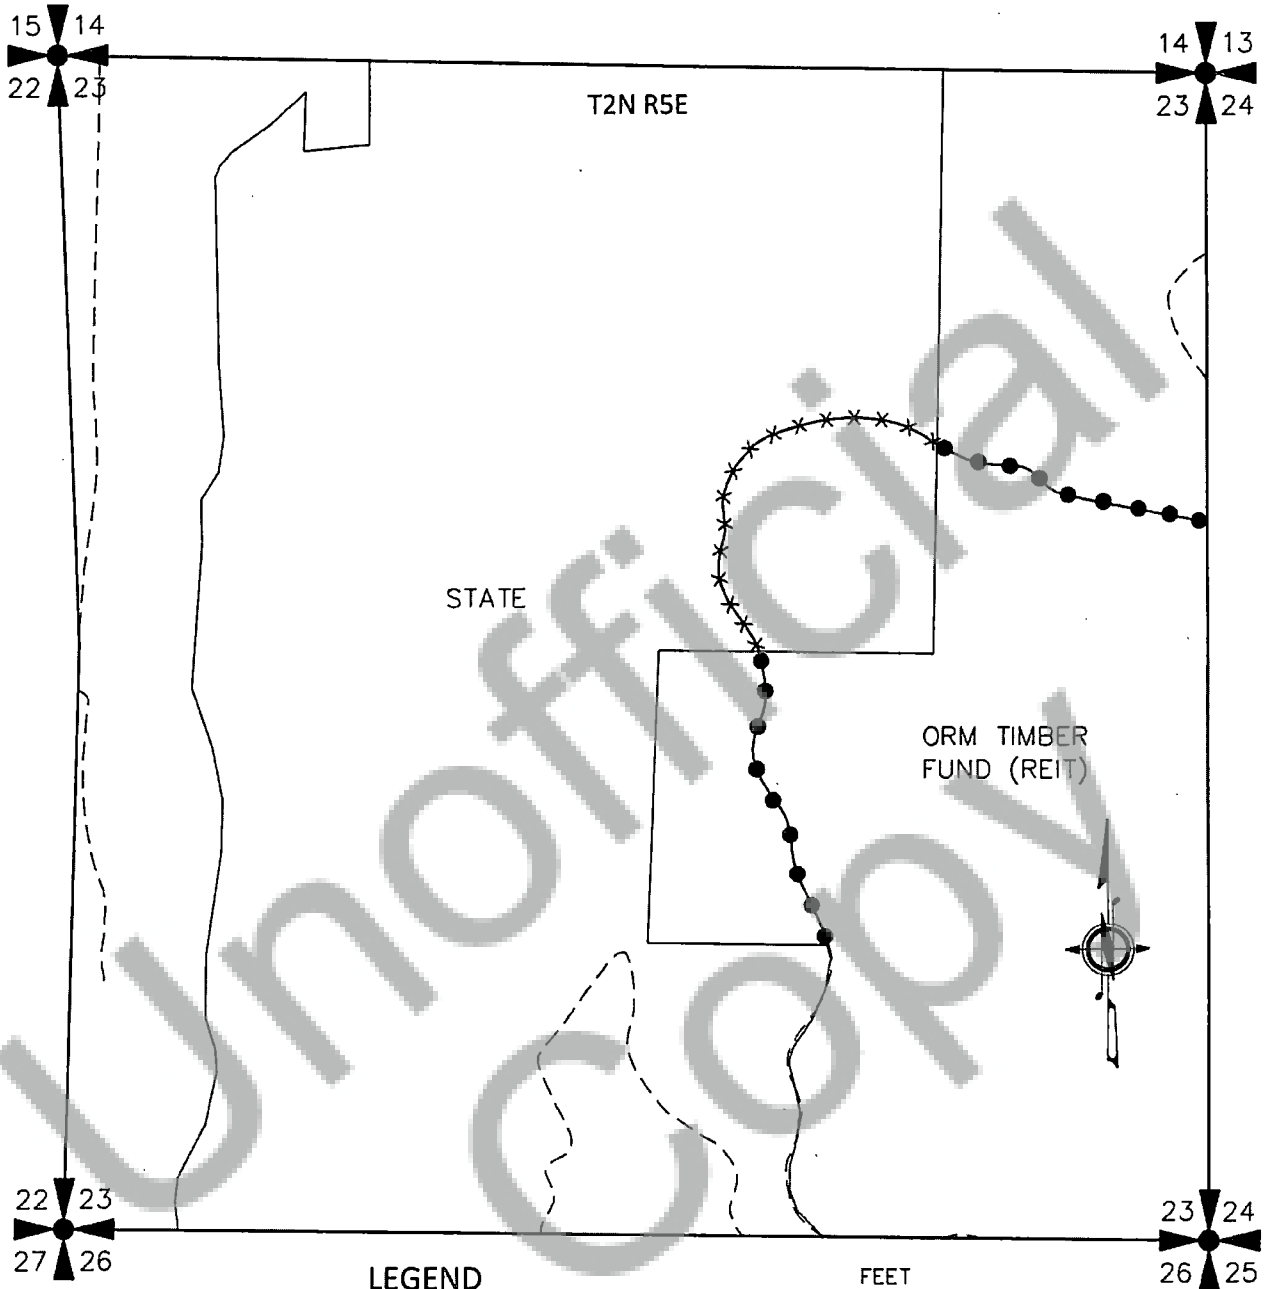 15 14
22 23
14 13
23 24
T2N R5E
STATE
ORM TIMBER
FUND (REIT)
22 23
27 26
23 24
26 25
LEGEND
FEET
Unofficial
Copy